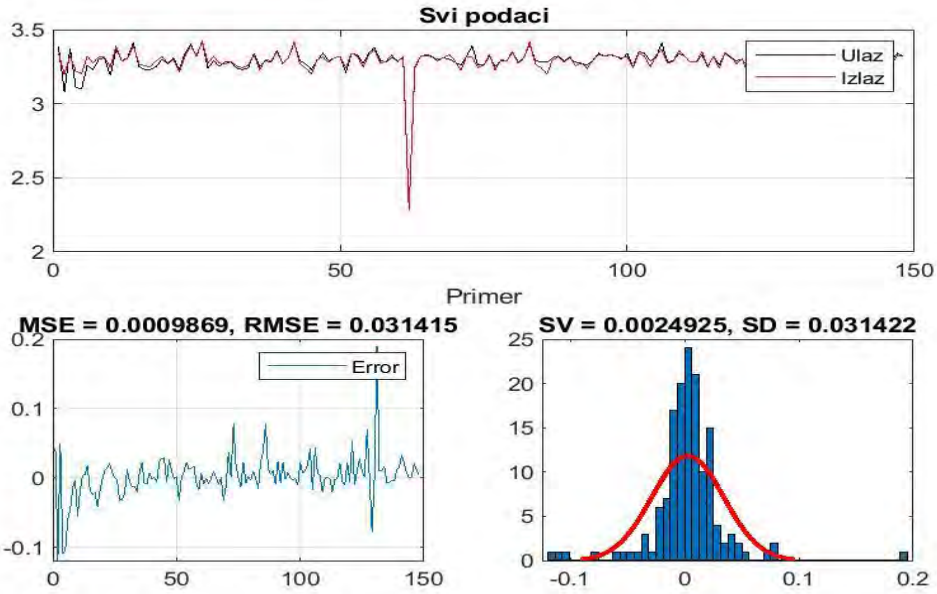 Svi podaci
3.5
3
2.5
2
Ulaz
Izlaz
0 50 100 150
Primer
MSE = 0.0009869, RMSE = 0.031415
0.2
0.1
0
-0.1
Error
0 50 100 150
SV = 0.0024925, SD = 0.031422
25
20
15
10
5
0
-0.1 0 0.1 0.2